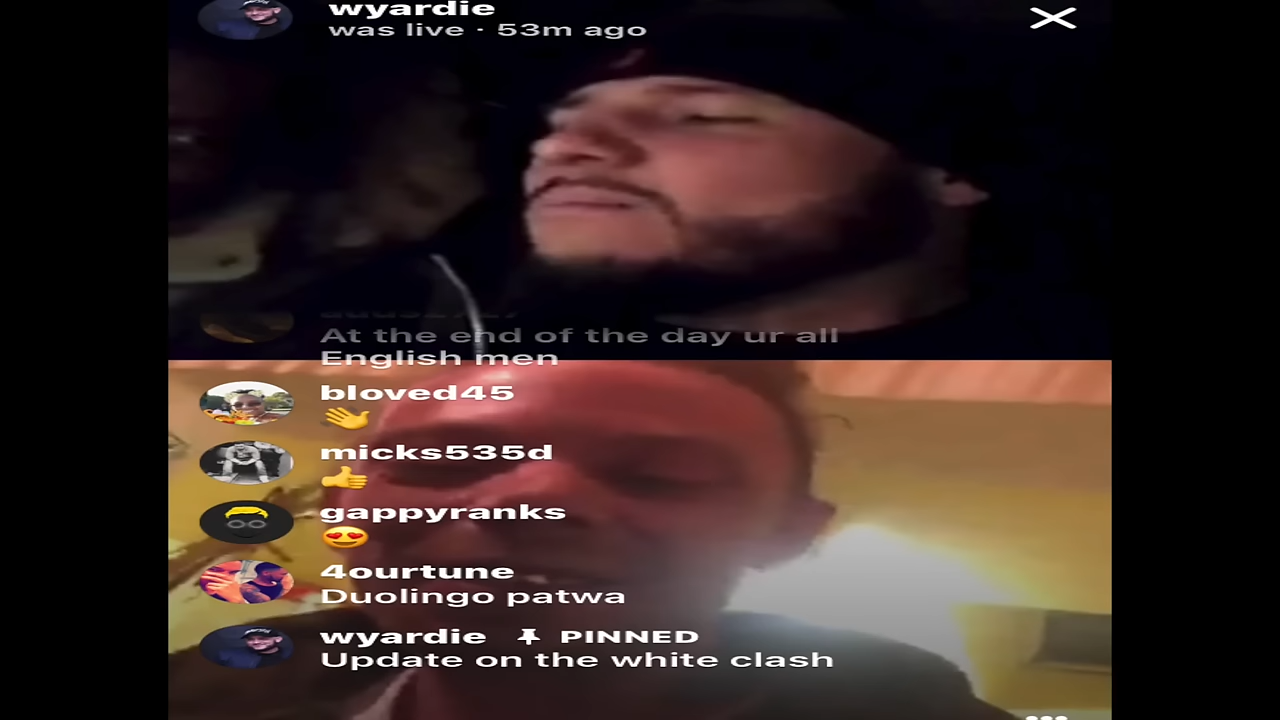 wyardie
was live · 53m ago
At the end of the day ur all
English men
bloved45
👋
micks535d
👍
gappyranks
😍
4ourtune
Duolingo patwa
wyardie PINNED
Update on the white clash